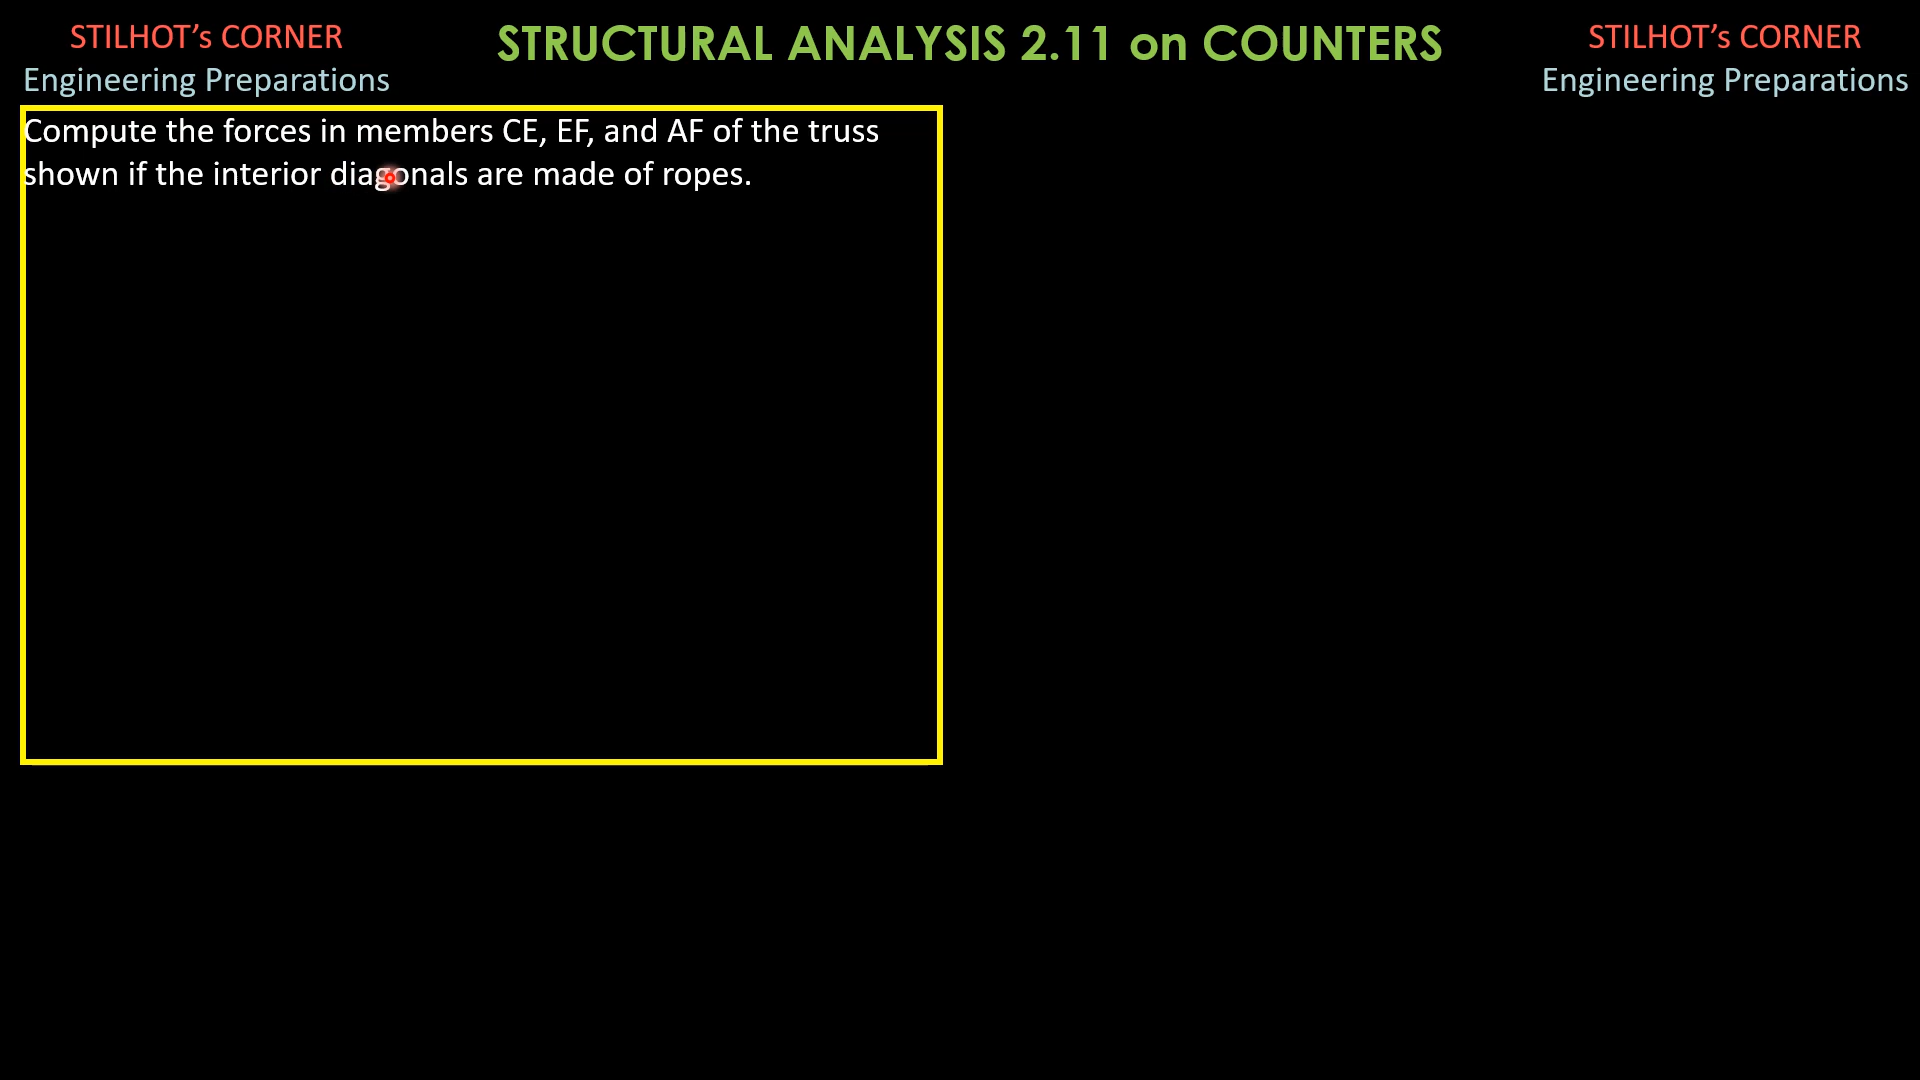 STILHOT’s CORNER
Engineering Preparations
STRUCTURAL ANALYSIS 2.11 on COUNTERS
STILHOT’s CORNER
Engineering Preparations
Compute the forces in members CE, EF, and AF of the truss
shown if the interior diagonals are made of ropes.